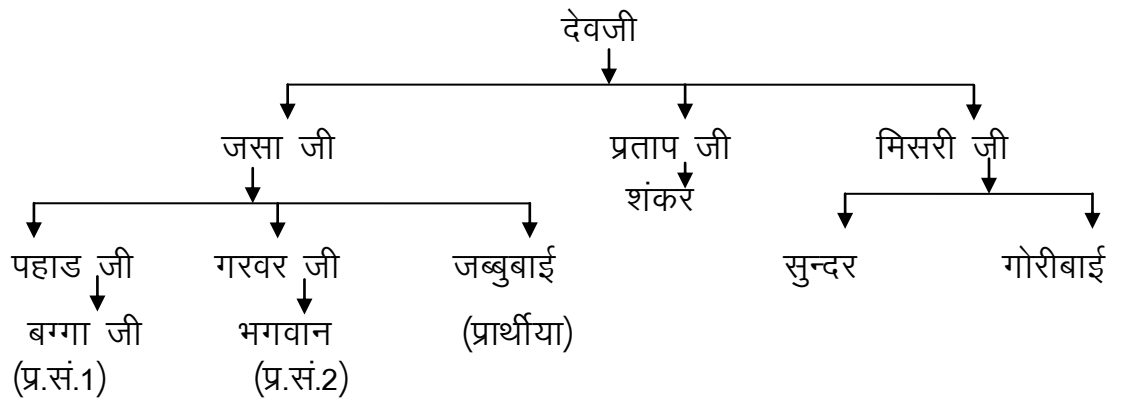 देवजी
जसा जी प्रताप जी मिसरी जी
शंकर
पहाड जी गरवर जी जब्बुबाई सुन्दर गोरीबाई
बग्गा जी भगवान (प्रार्थीया)
(प्र.सं.1) (प्र.सं.2)